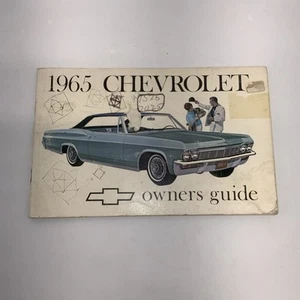 1965 CHEVROLET
owners guide